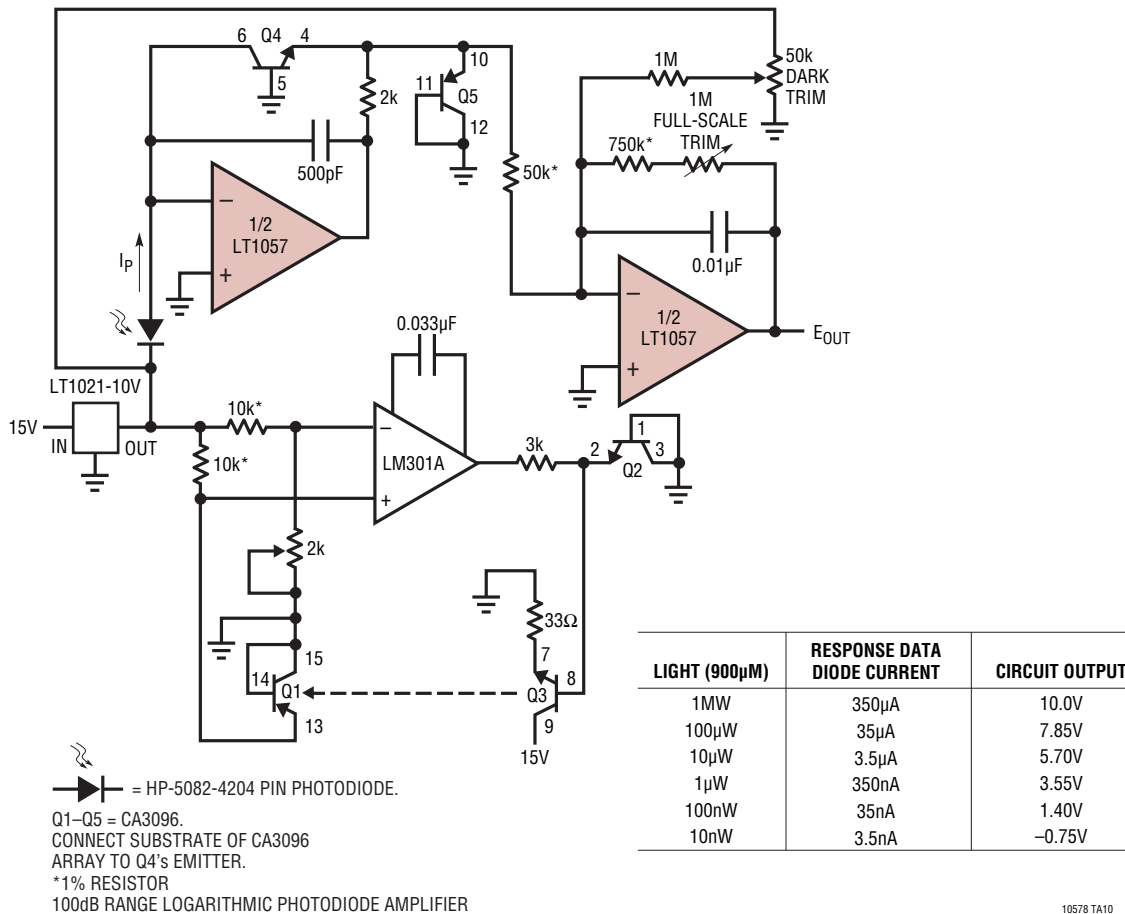 6 Q4 4
5
2k
10
11
Q5
12
500pF
50k*
1M
50k
DARK
TRIM
1M
FULL-SCALE
TRIM
750k*
0.01µF
–
1/2
LT1057
+
IP
–
1/2
LT1057
+
EOUT
0.033µF
LT1021-10V
15V
IN
OUT
10k*
10k*
–
LM301A
+
3k
2
1
3
Q2
2k
33Ω
15
14
Q1
13
7
8
Q3
9
15V
LIGHT (900µM) RESPONSE DATA DIODE CURRENT CIRCUIT OUTPUT
1MW 350µA 10.0V
100µW 35µA 7.85V
10µW 3.5µA 5.70V
1µW 350nA 3.55V
100nW 35nA 1.40V
10nW 3.5nA –0.75V
= HP-5082-4204 PIN PHOTODIODE.
Q1–Q5 = CA3096.
CONNECT SUBSTRATE OF CA3096
ARRAY TO Q4's EMITTER.
*1% RESISTOR
100dB RANGE LOGARITHMIC PHOTODIODE AMPLIFIER
10578 TA10